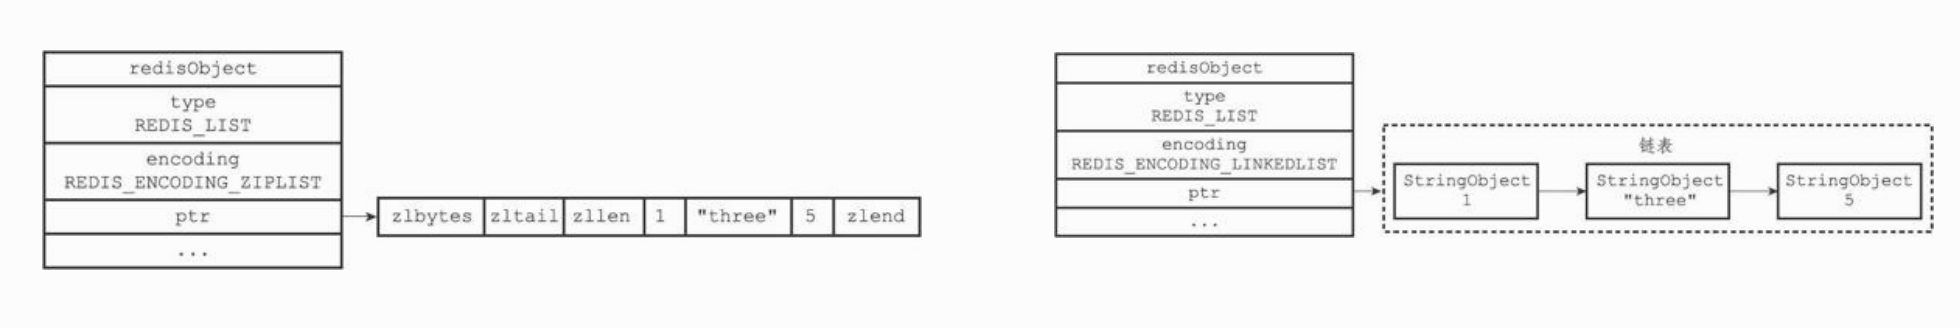 redisObject
type
REDIS_LIST
encoding
REDIS_ENCODING_ZIPLIST
ptr
...
zlbytes zltail zllen 1 "three" 5 zlend
redisObject
type
REDIS_LIST
encoding
REDIS_ENCODING_LINKEDLIST
ptr
...
链表
StringObject
1
StringObject
"three"
StringObject
5